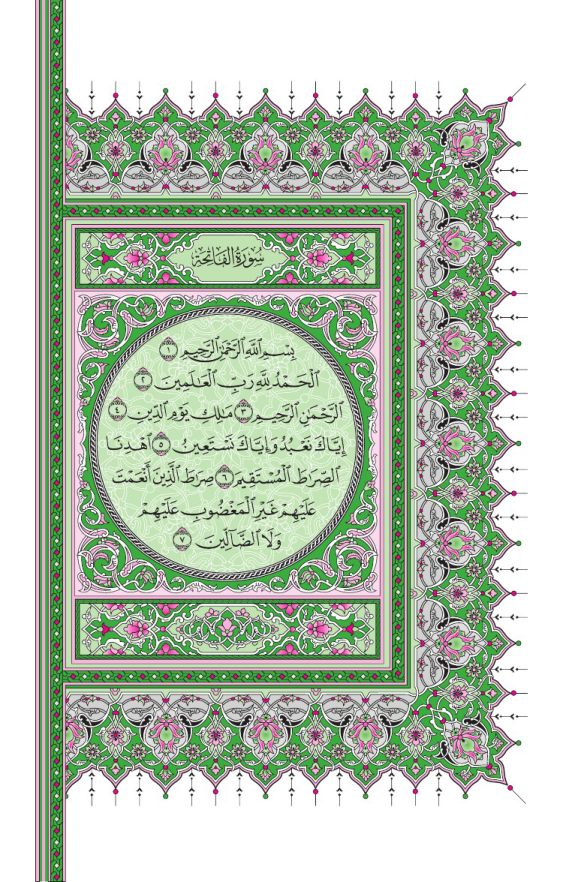 سُورَةُ الفَاتِحَةِ
بِسْمِ ٱللَّهِ ٱلرَّحْمَٰنِ ٱلرَّحِيمِ ١
ٱلْحَمْدُ لِلَّهِ رَبِّ ٱلْعَٰلَمِينَ ٢
ٱلرَّحْمَٰنِ ٱلرَّحِيمِ ٣ مَٰلِكِ يَوْمِ ٱلدِّينِ ٤
إِيَّاكَ نَعْبُدُ وَإِيَّاكَ نَسْتَعِينُ ٥ ٱهْدِنَا
ٱلصِّرَٰطَ ٱلْمُسْتَقِيمَ ٦ صِرَٰطَ ٱلَّذِينَ أَنْعَمْتَ
عَلَيْهِمْ غَيْرِ ٱلْمَغْضُوبِ عَلَيْهِمْ
وَلَا ٱلضَّآلِّينَ ٧